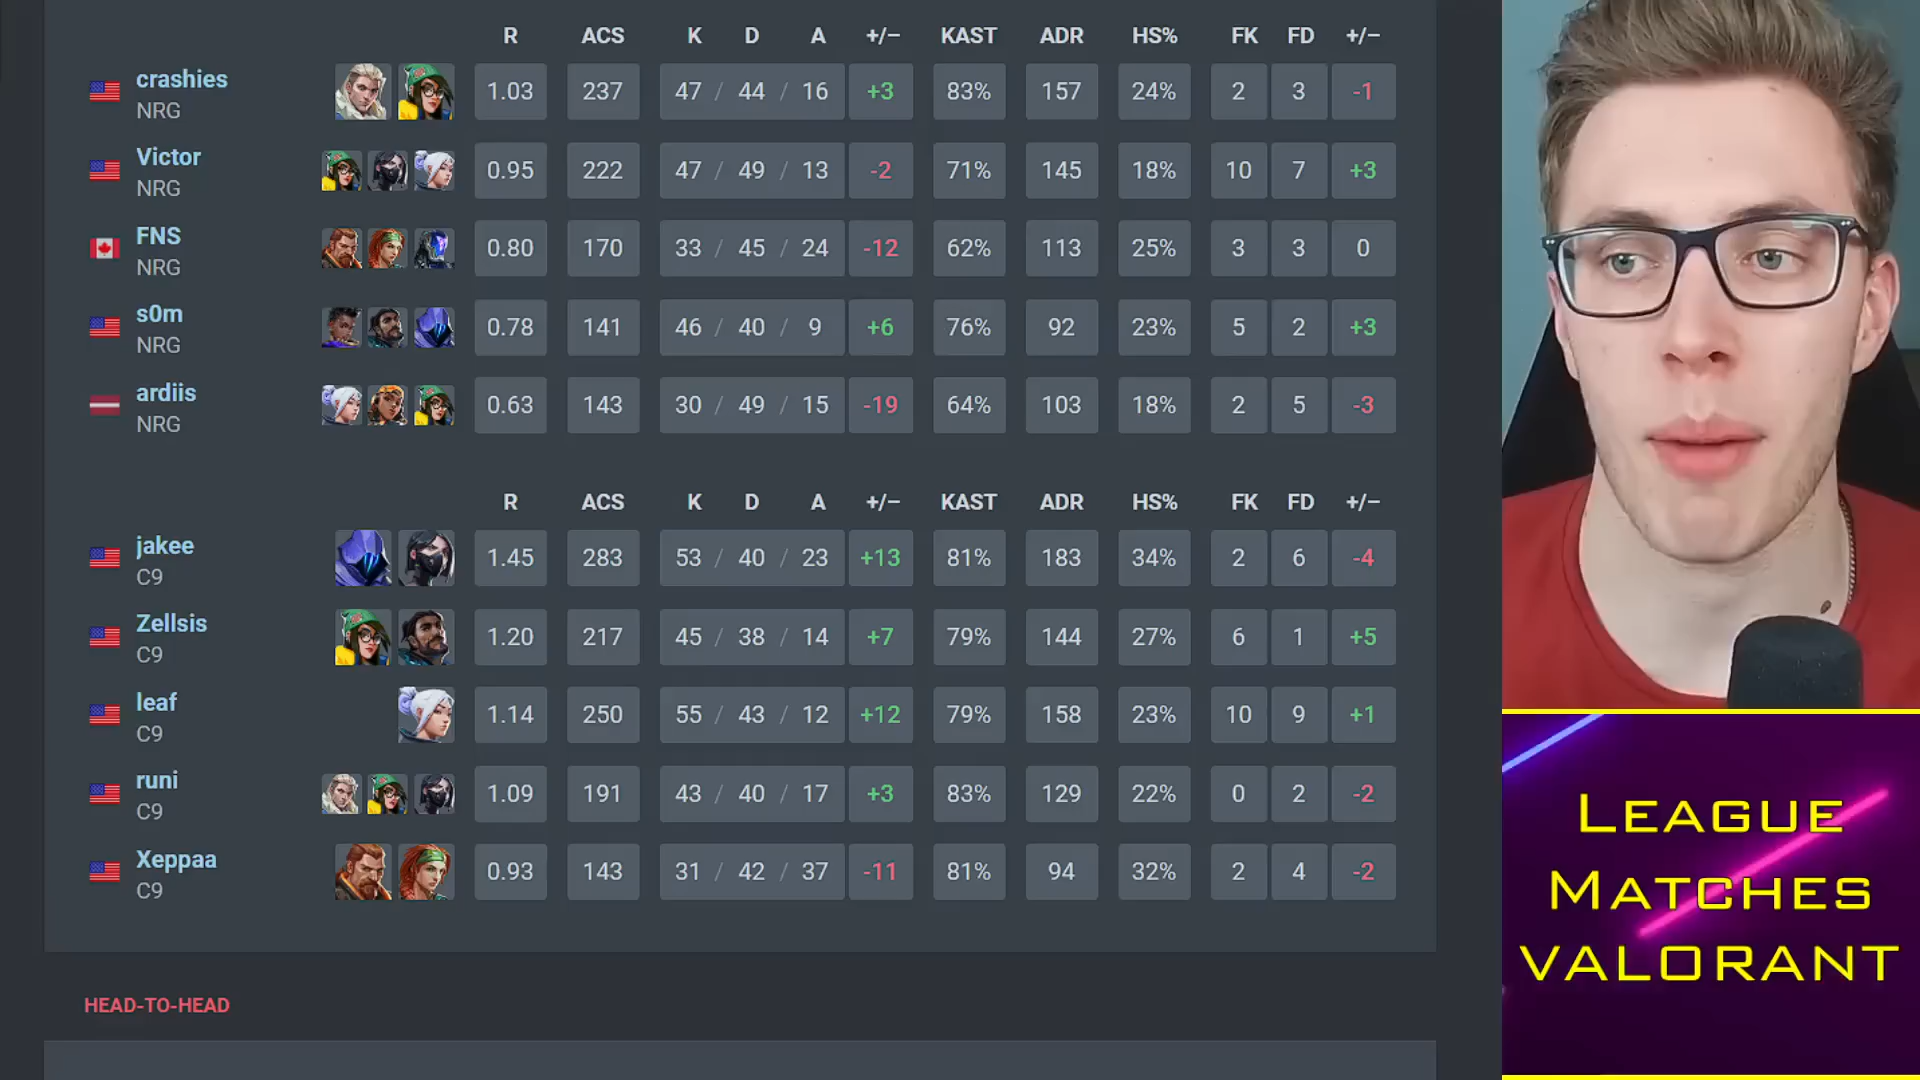 R ACS K D A +/– KAST ADR HS% FK FD +/–
crashies
NRG
1.03 237 47 / 44 / 16 +3 83% 157 24% 2 3 -1
Victor
NRG
0.95 222 47 / 49 / 13 -2 71% 145 18% 10 7 +3
FNS
NRG
0.80 170 33 / 45 / 24 -12 62% 113 25% 3 3 0
s0m
NRG
0.78 141 46 / 40 / 9 +6 76% 92 23% 5 2 +3
ardiis
NRG
0.63 143 30 / 49 / 15 -19 64% 103 18% 2 5 -3
R ACS K D A +/– KAST ADR HS% FK FD +/–
jakee
C9
1.45 283 53 / 40 / 23 +13 81% 183 34% 2 6 -4
Zellsis
C9
1.20 217 45 / 38 / 14 +7 79% 144 27% 6 1 +5
leaf
C9
1.14 250 55 / 43 / 12 +12 79% 158 23% 10 9 +1
runi
C9
1.09 191 43 / 40 / 17 +3 83% 129 22% 0 2 -2
Xeppaa
C9
0.93 143 31 / 42 / 37 -11 81% 94 32% 2 4 -2
HEAD-TO-HEAD
LEAGUE
MATCHES
VALORANT